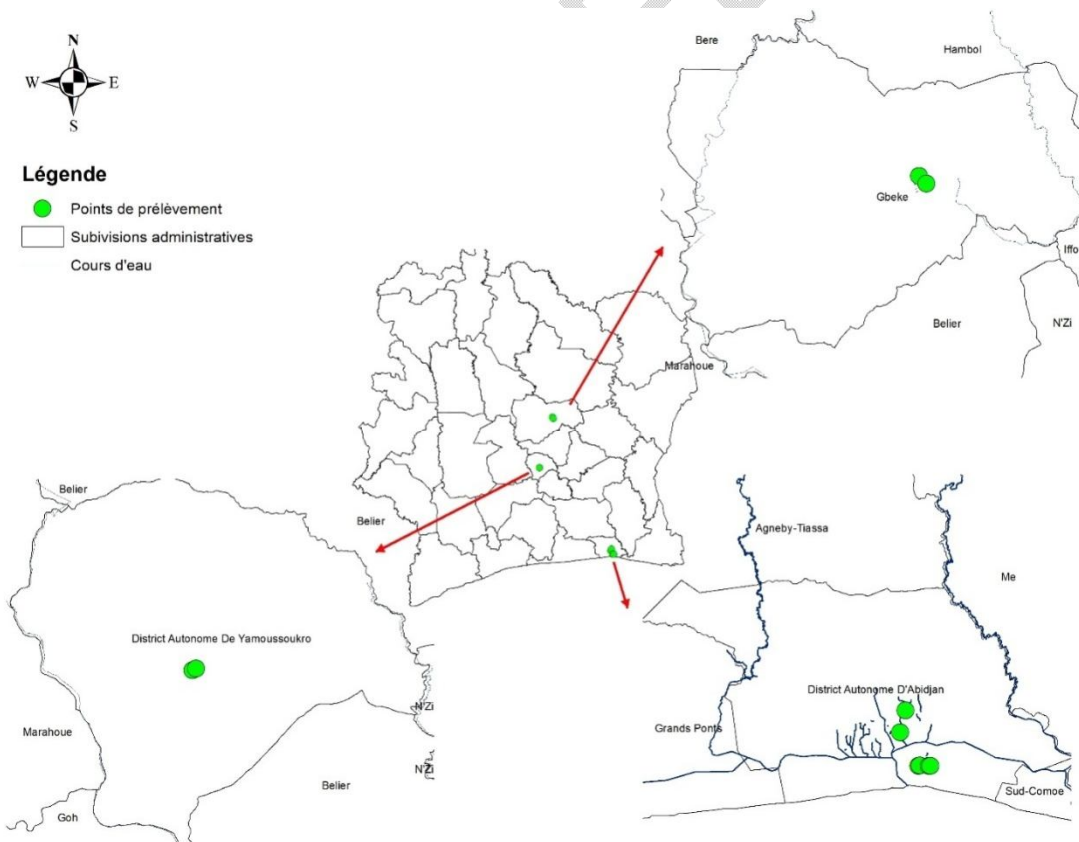 N
W E
S
Légende
Points de prélèvement
Subivisions administratives
Cours d'eau
Bere
Hambol
Gbeke
Iffo
Belier
N'Zi
Marahoue
Belier
Belier
District Autonome De Yamoussoukro
Marahoue
N'Zi
N'Zi
Belier
Goh
Agneby-Tiassa
Me
District Autonome D'Abidjan
Grands Ponts
Sud-Comoe